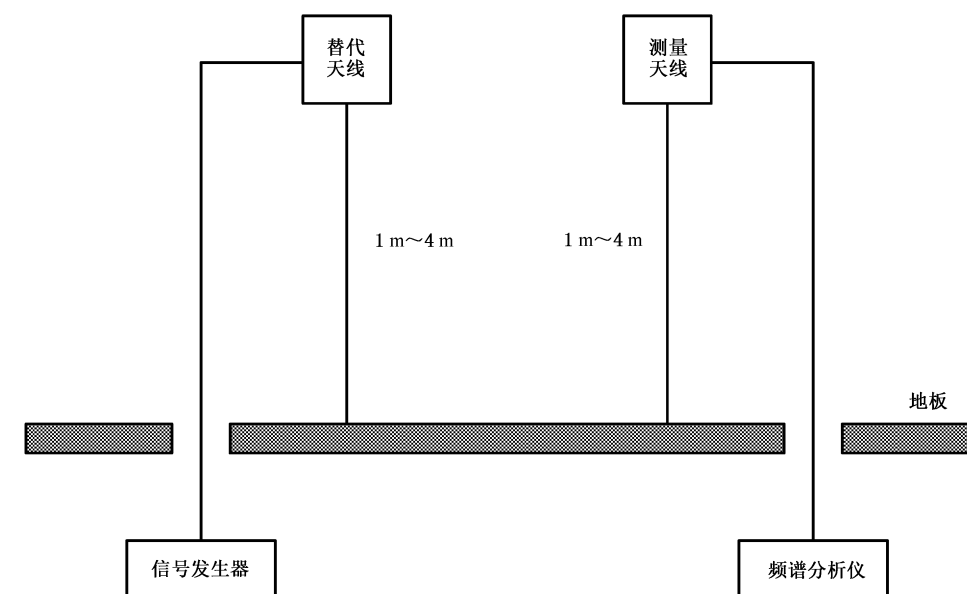 替代
天线
测量
天线
1 m～4 m
1 m～4 m
地板
信号发生器
频谱分析仪